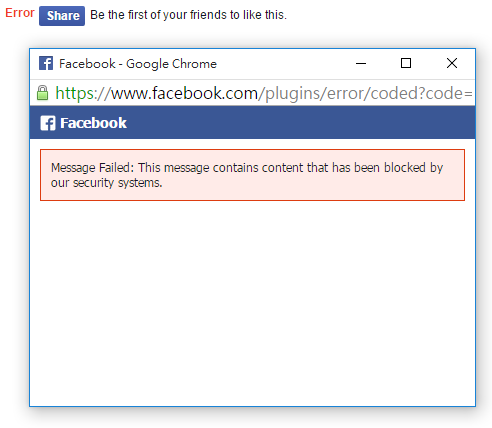 Error Share Be the first of your friends to like this.
Facebook - Google Chrome
https://www.facebook.com/plugins/error/coded?code=
Facebook
Message Failed: This message contains content that has been blocked by
our security systems.